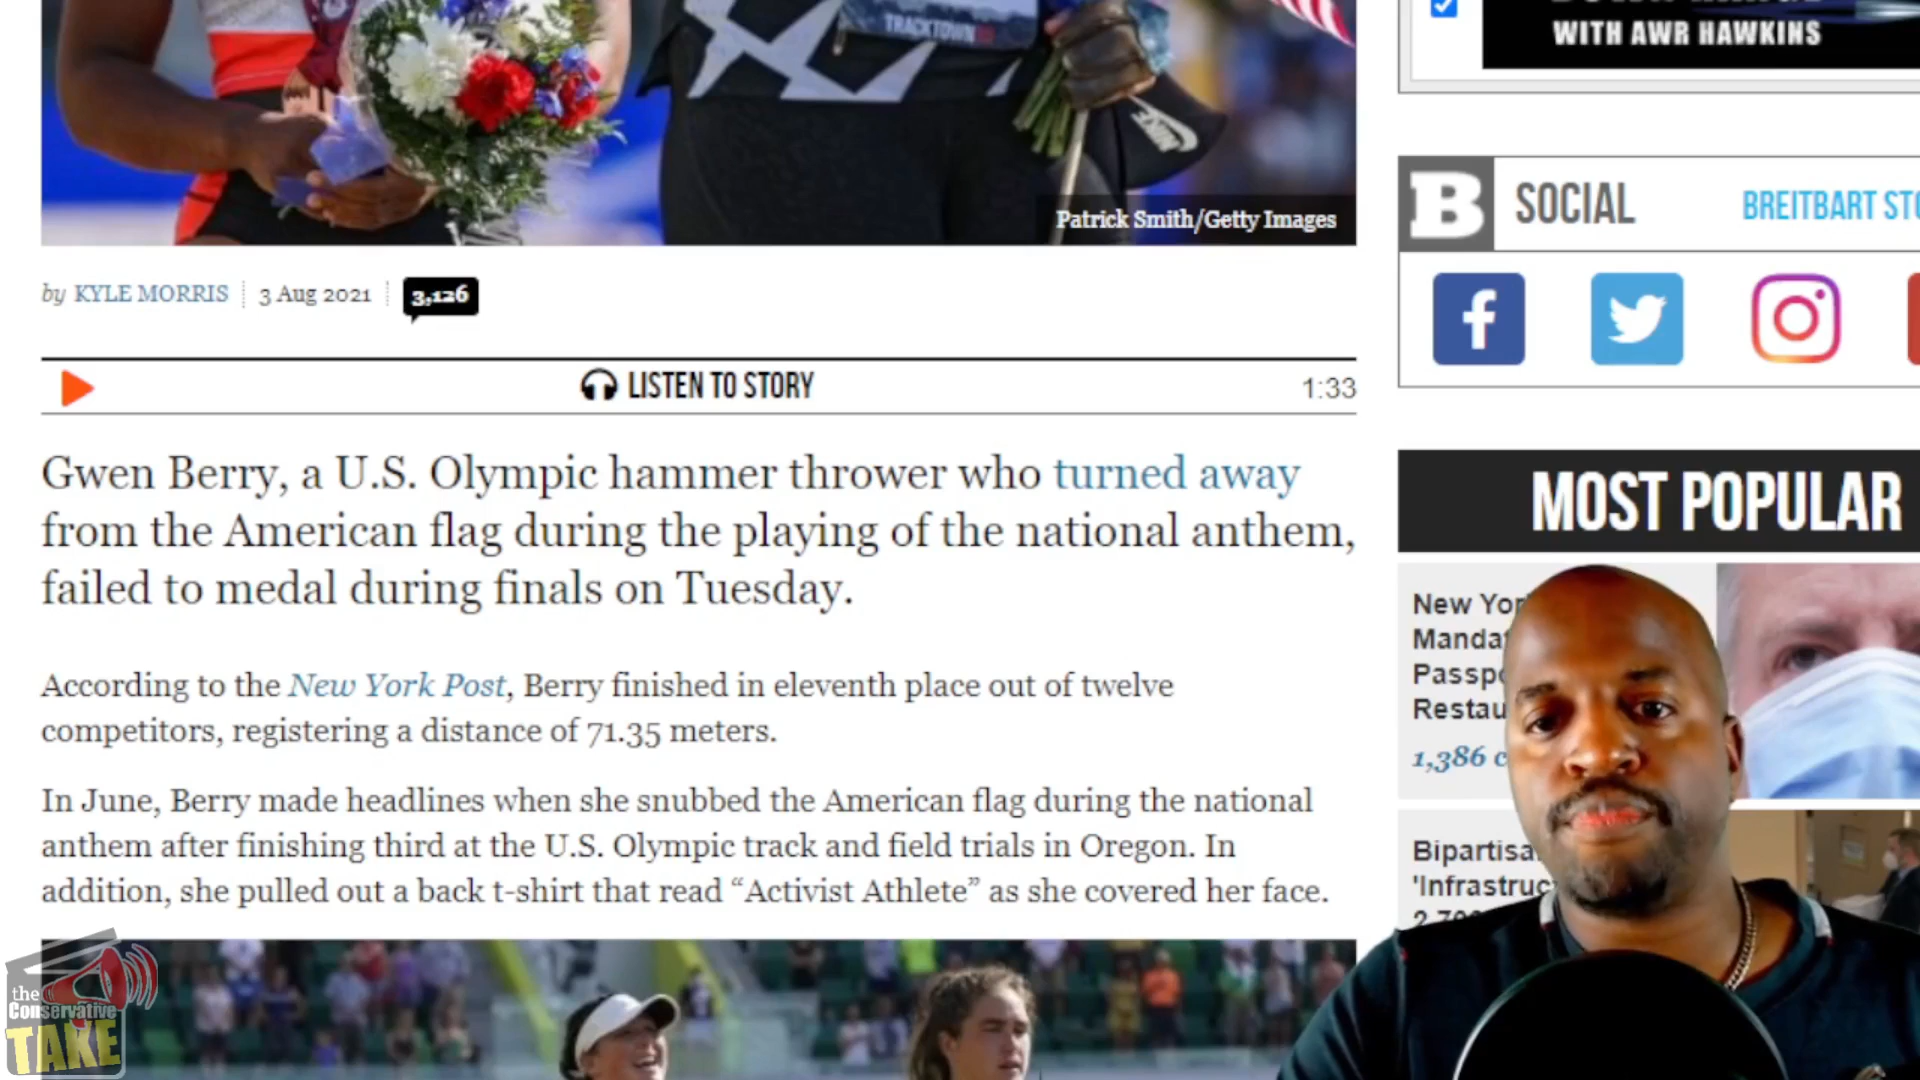 TRACKTOWN
WITH AWR HAWKINS
Patrick Smith/Getty Images
B SOCIAL
BREITBART
by KYLE MORRIS
3 Aug 2021
3,126
LISTEN TO STORY
1:33
Gwen Berry, a U.S. Olympic hammer thrower who turned away
from the American flag during the playing of the national anthem,
failed to medal during finals on Tuesday.
MOST POPULAR
New
1,386
According to the New York Post, Berry finished in eleventh place out of twelve
competitors, registering a distance of 71.35 meters.
In June, Berry made headlines when she snubbed the American flag during the national
anthem after finishing third at the U.S. Olympic track and field trials in Oregon. In
addition, she pulled out a back t-shirt that read “Activist Athlete” as she covered her face.
the
Conservative
TAKE